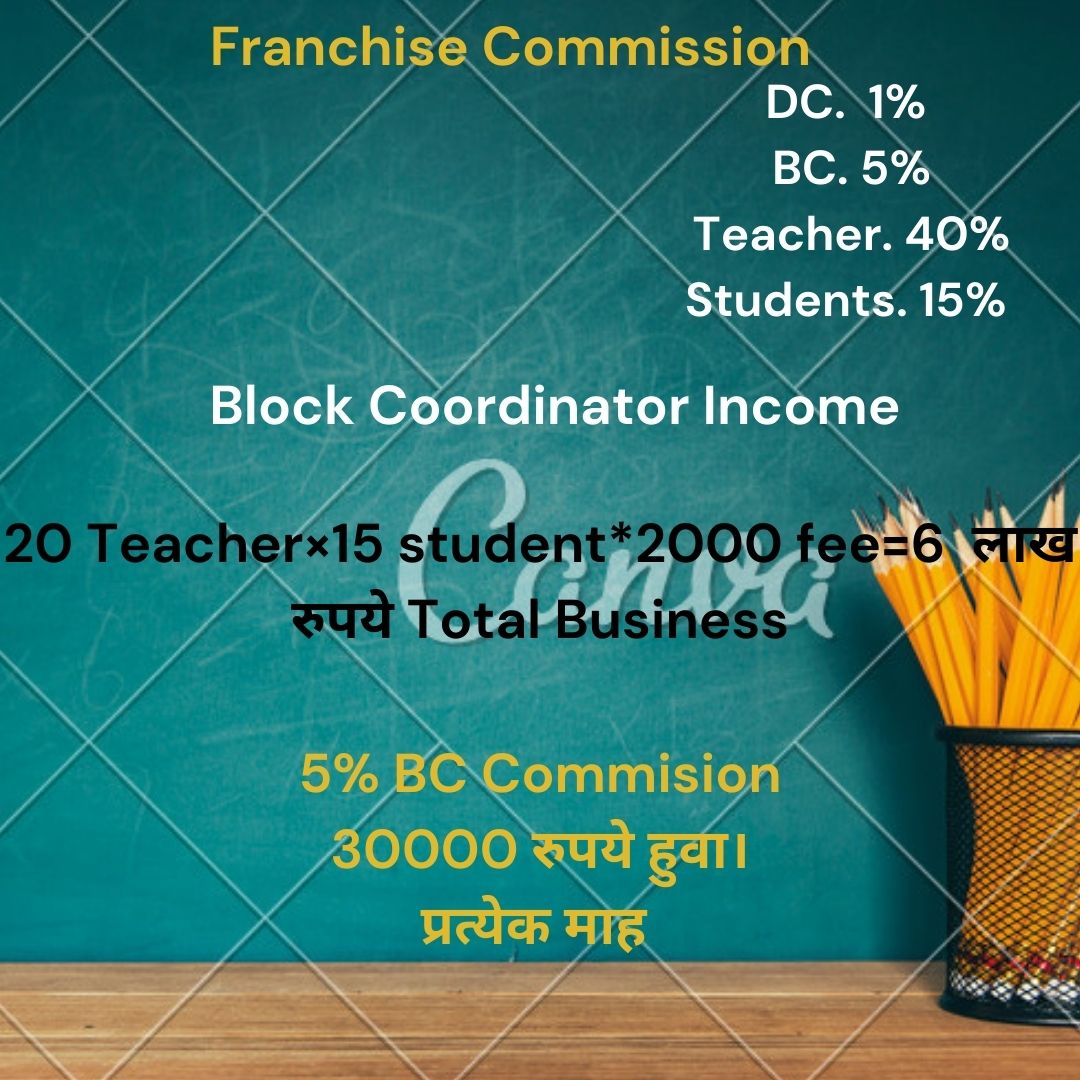 Franchise Commission
DC. 1%
BC. 5%
Teacher. 40%
Students. 15%
Block Coordinator Income
Canva
20 Teacher×15 student*2000 fee=6 लाख
रुपये Total Business
5% BC Commision
30000 रुपये हुवा।
प्रत्येक माह